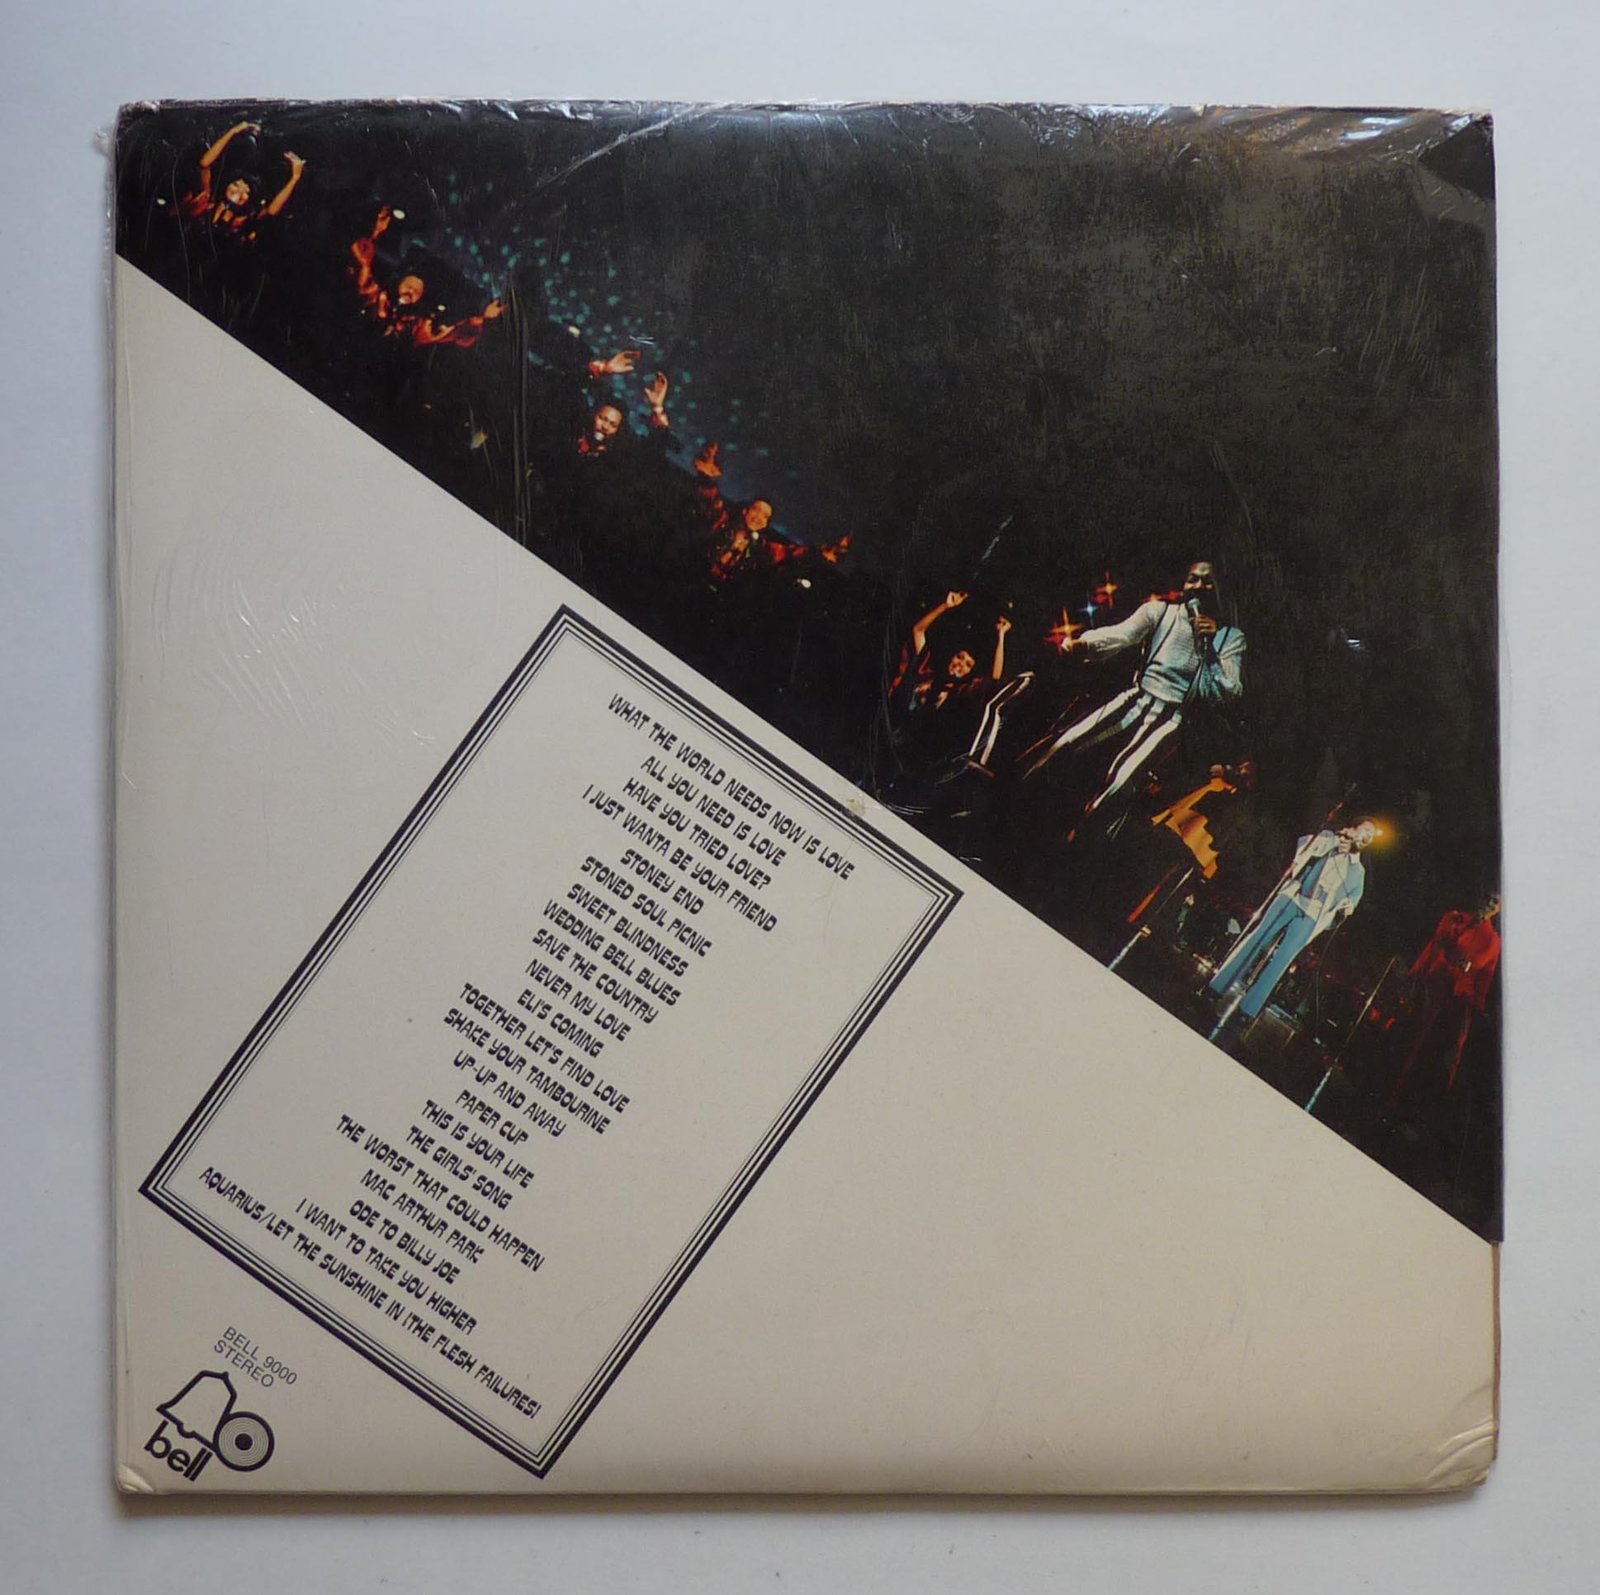 WHAT THE WORLD NEEDS NOW IS LOVE
ALL YOU NEED IS LOVE
HAVE YOU TRIED LOVE?
I JUST WANTA BE YOUR FRIEND
STONEY END
STONED SOUL PICNIC
SWEET BLINDNESS
WEDDING BELL BLUES
SAVE THE COUNTRY
NEVER MY LOVE
ELI'S COMING
TOGETHER LET'S FIND LOVE
SHAKE YOUR TAMBOURINE
UP-UP AND AWAY
PAPER CUP
THIS IS YOUR LIFE
THE GIRLS' SONG
THE WORST THAT COULD HAPPEN
MAC ARTHUR PARK
ODE TO BILLY JOE
I WANT TO TAKE YOU HIGHER
AQUARIUS/LET THE SUNSHINE IN (THE FLESH FAILURES)
BELL 9000
STEREO
bell